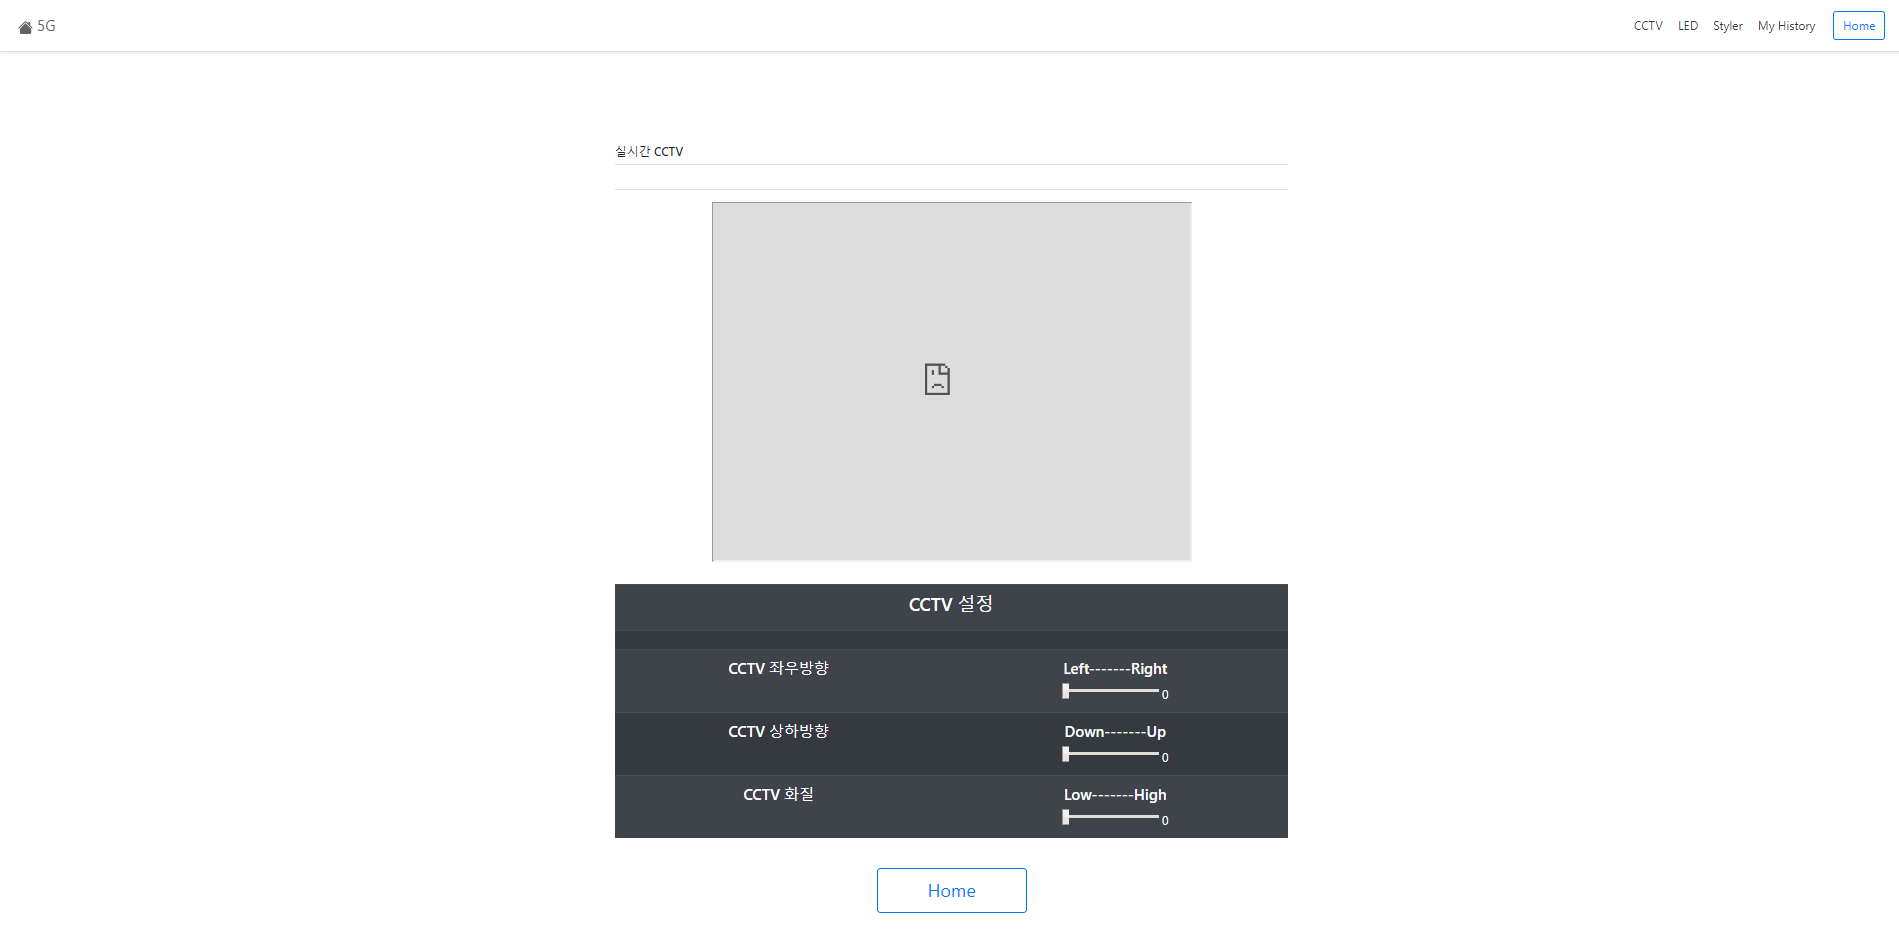 5G
CCTV LED Styler My History Home
실시간 CCTV
CCTV 설정
CCTV 좌우방향
Left-------Right
0
CCTV 상하방향
Down-------Up
0
CCTV 화질
Low-------High
0
Home